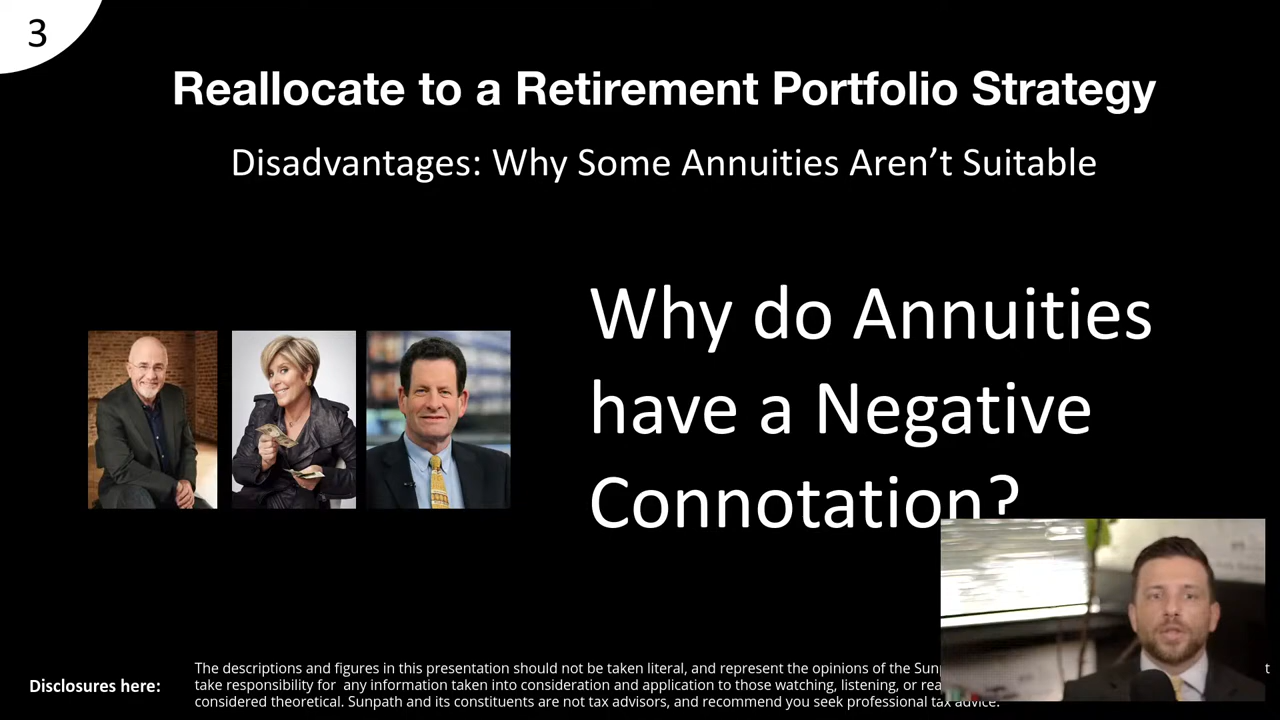 3
Reallocate to a Retirement Portfolio Strategy
Disadvantages: Why Some Annuities Aren’t Suitable
Why do Annuities
have a Negative
Connotation?
Disclosures here:
The descriptions and figures in this presentation should not be taken literal, and represent the opinions of the
take responsibility for any information taken into consideration and application to those watching, listening, or
considered theoretical. Sunpath and its constituents are not tax advisors, and recommend you seek professional tax advice.